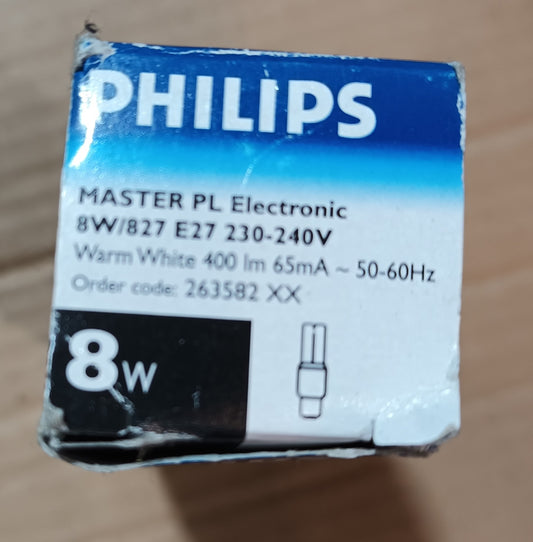 PHILIPS
MASTER PL Electronic
8W/827 E27 230-240V
Warm White 400 lm 65mA ~ 50-60Hz
Order code: 263582 XX
8W